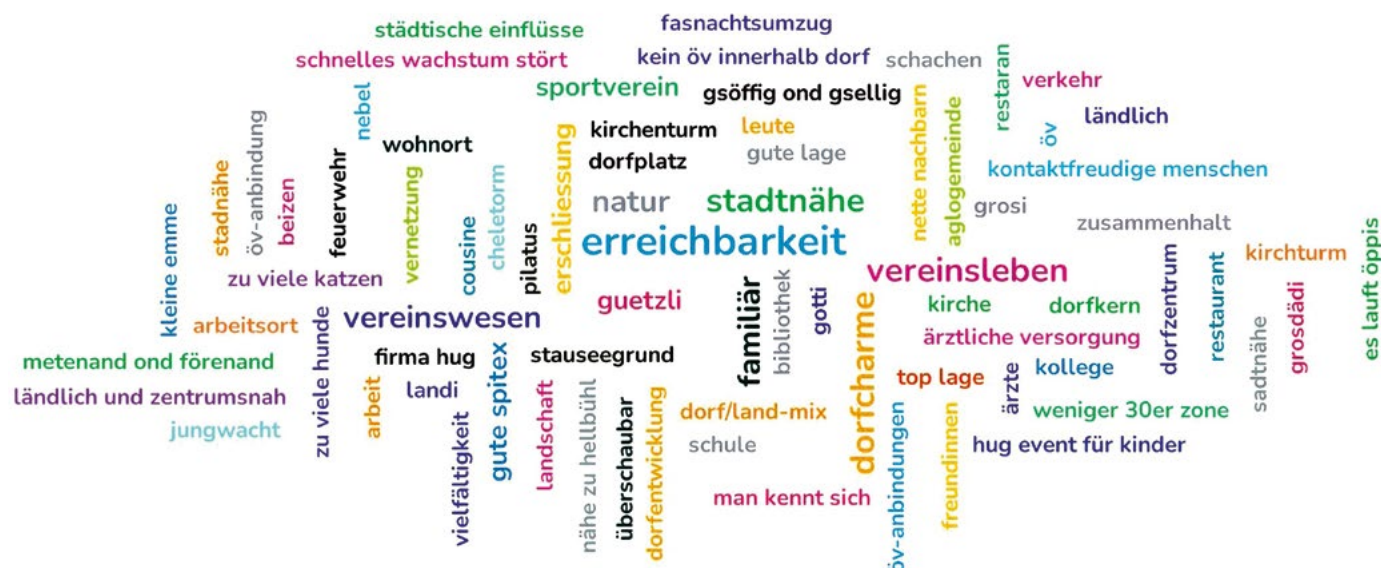 fasnachtsumzug
städtische einflüsse
schnelles wachstum stört
kein öv innerhalb dorf
schachen
restaran
verkehr
sportverein
gsöffig ond gsellig
nebel
ländlich
öv
wohnort
kirchenturm
leute
dorfplatz
gute lage
nette nachbarn
aglogemeinde
kontaktfreudige menschen
feuerwehr
öv-anbindung
stadnähe
beizen
vernetzung
cheletorm
erschliessung
natur
stadtnähe
grosi
zusammenhalt
kleine emme
cousine
pilatus
erreichbarkeit
kirchturm
es lauft öppis
zu viele katzen
vereinsleben
dorfzentrum
restaurant
grosdädi
guetzli
familiär
bibliothek
gotti
kirche
dorfkern
arbeitsort
vereinswesen
ärztliche versorgung
sadtnähe
metenand ond förenand
zu viele hunde
firma hug
stauseegrund
dorfcharme
top lage
ärzte
kollege
ländlich und zentrumsnah
arbeit
landi
gute spitex
landschaft
nähe zu hellbühl
überschaubar
dorfentwicklung
dorf/land-mix
weniger 30er zone
jungwacht
vielfältigkeit
schule
öv-anbindungen
freundinnen
hug event für kinder
man kennt sich